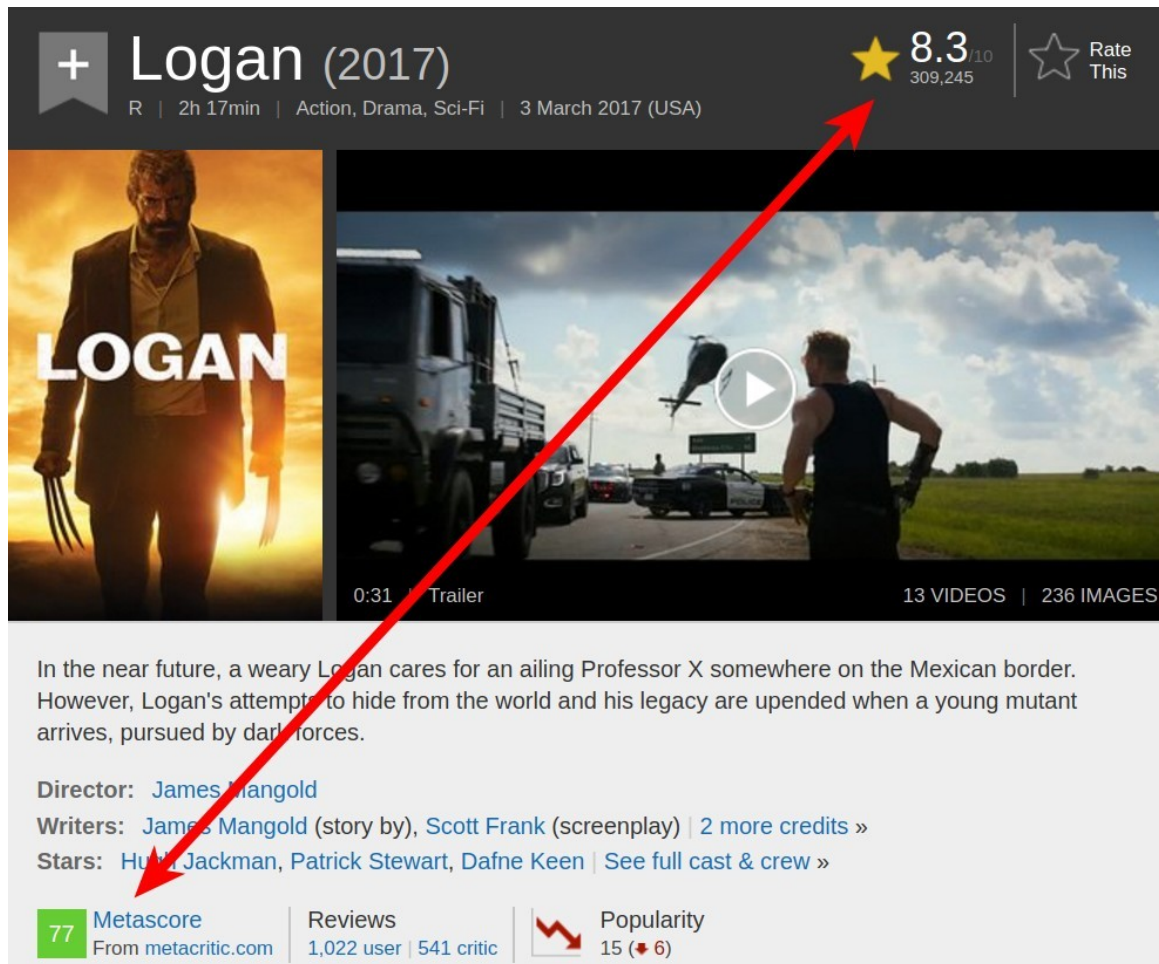 + Logan (2017)
8.3/10
309,245
Rate
This
R | 2h 17min | Action, Drama, Sci-Fi | 3 March 2017 (USA)
LOGAN
POLICE
0:31 | Trailer
13 VIDEOS | 236 IMAGES
In the near future, a weary Logan cares for an ailing Professor X somewhere on the Mexican border.
However, Logan's attempts to hide from the world and his legacy are upended when a young mutant
arrives, pursued by dark forces.
Director: James Mangold
Writers: James Mangold (story by), Scott Frank (screenplay) | 2 more credits »
Stars: Hugh Jackman, Patrick Stewart, Dafne Keen | See full cast & crew »
77
Metascore
From metacritic.com
Reviews
1,022 user | 541 critic
Popularity
15 (6)